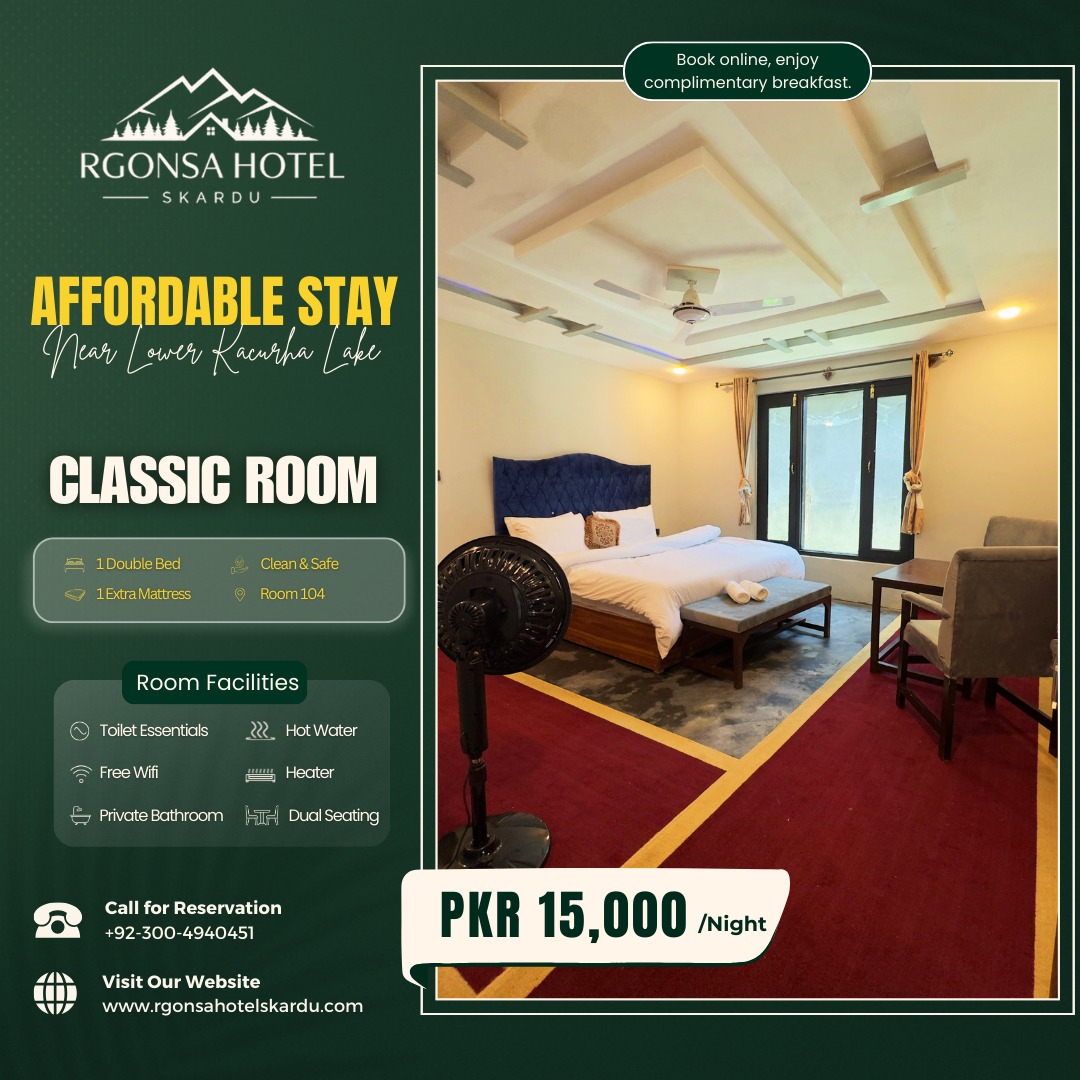 RGONSA HOTEL
SKARDU
Book online, enjoy
complimentary breakfast.
AFFORDABLE STAY
Near Lower Kacurha Lake
CLASSIC ROOM
1 Double Bed
Clean & Safe
1 Extra Mattress
Room 104
Room Facilities
Toilet Essentials
Hot Water
Free Wifi
Heater
Private Bathroom
Dual Seating
PKR 15,000 /Night
Call for Reservation
+92-300-4940451
Visit Our Website
www.rgonsahotelskardu.com